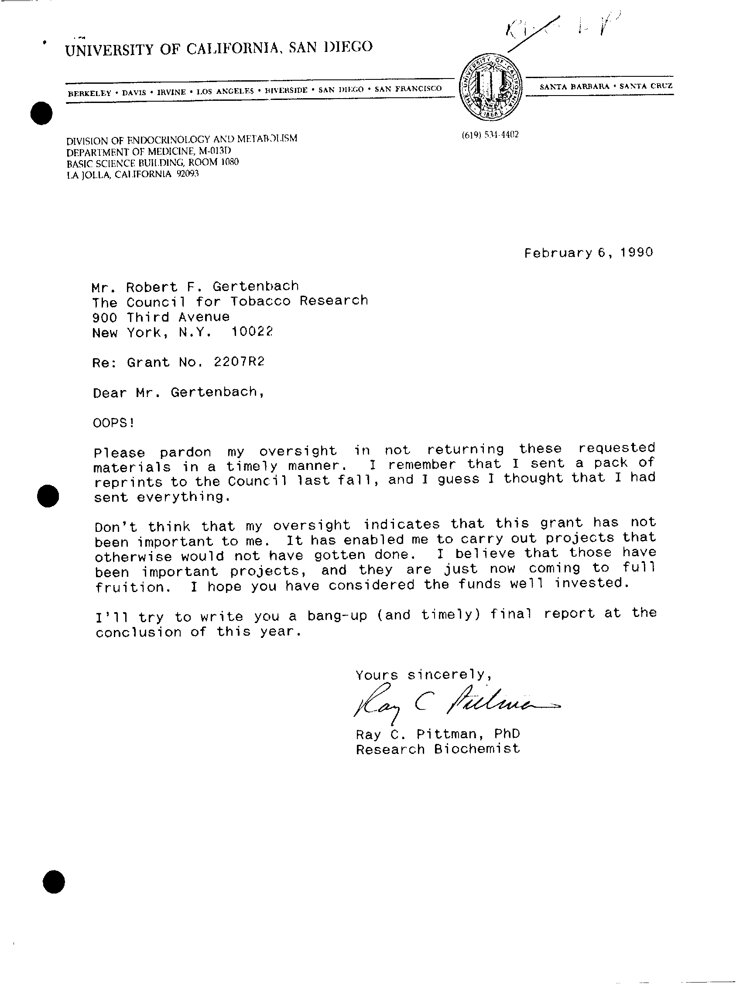 UNIVERSITY OF CALIFORNIA, SAN DIEGO
BERKELEY • DAVIS • IRVINE • LOS ANGELES • RIVERSIDE • SAN DIEGO • SAN FRANCISCO
SANTA BARBARA • SANTA CRUZ
DIVISION OF ENDOCRINOLOGY AND METABOLISM
DEPARTMENT OF MEDICINE, M-013D
BASIC SCIENCE BUILDING, ROOM 1080
LA JOLLA, CALIFORNIA 92093
(619) 534-4402
February 6, 1990
Mr. Robert F. Gertenbach
The Council for Tobacco Research
900 Third Avenue
New York, N.Y. 10022
Re: Grant No. 2207R2
Dear Mr. Gertenbach,
OOPS!
Please pardon my oversight in not returning these requested
materials in a timely manner. I remember that I sent a pack of
reprints to the Council last fall, and I guess I thought that I had
sent everything.
Don't think that my oversight indicates that this grant has not
been important to me. It has enabled me to carry out projects that
otherwise would not have gotten done. I believe that those have
been important projects, and they are just now coming to full
fruition. I hope you have considered the funds well invested.
I'll try to write you a bang-up (and timely) final report at the
conclusion of this year.
Yours sincerely,
Ray C Pittman
Ray C. Pittman, PhD
Research Biochemist